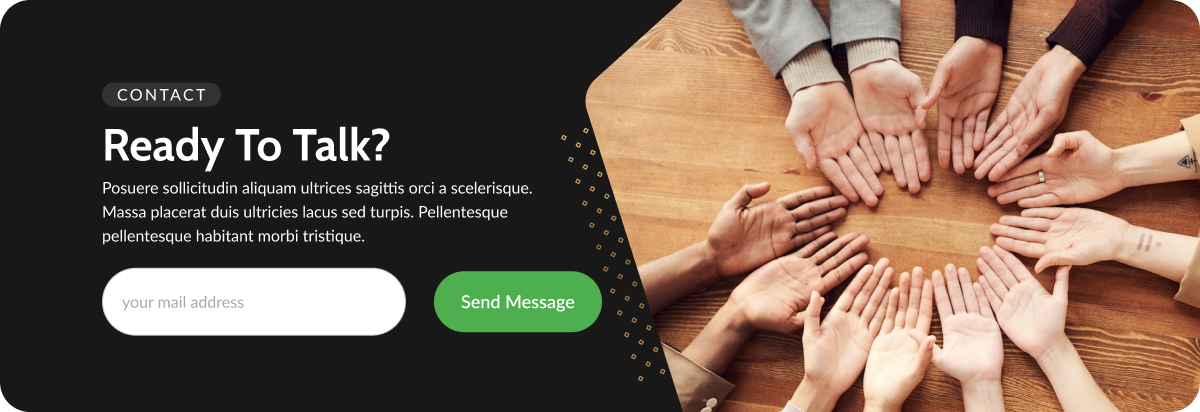 CONTACT
Ready To Talk?
Posuere sollicitudin aliquam ultrices sagittis orci a scelerisque.
Massa placerat duis ultricies lacus sed turpis. Pellentesque
pellentesque habitant morbi tristique.
your mail address
Send Message